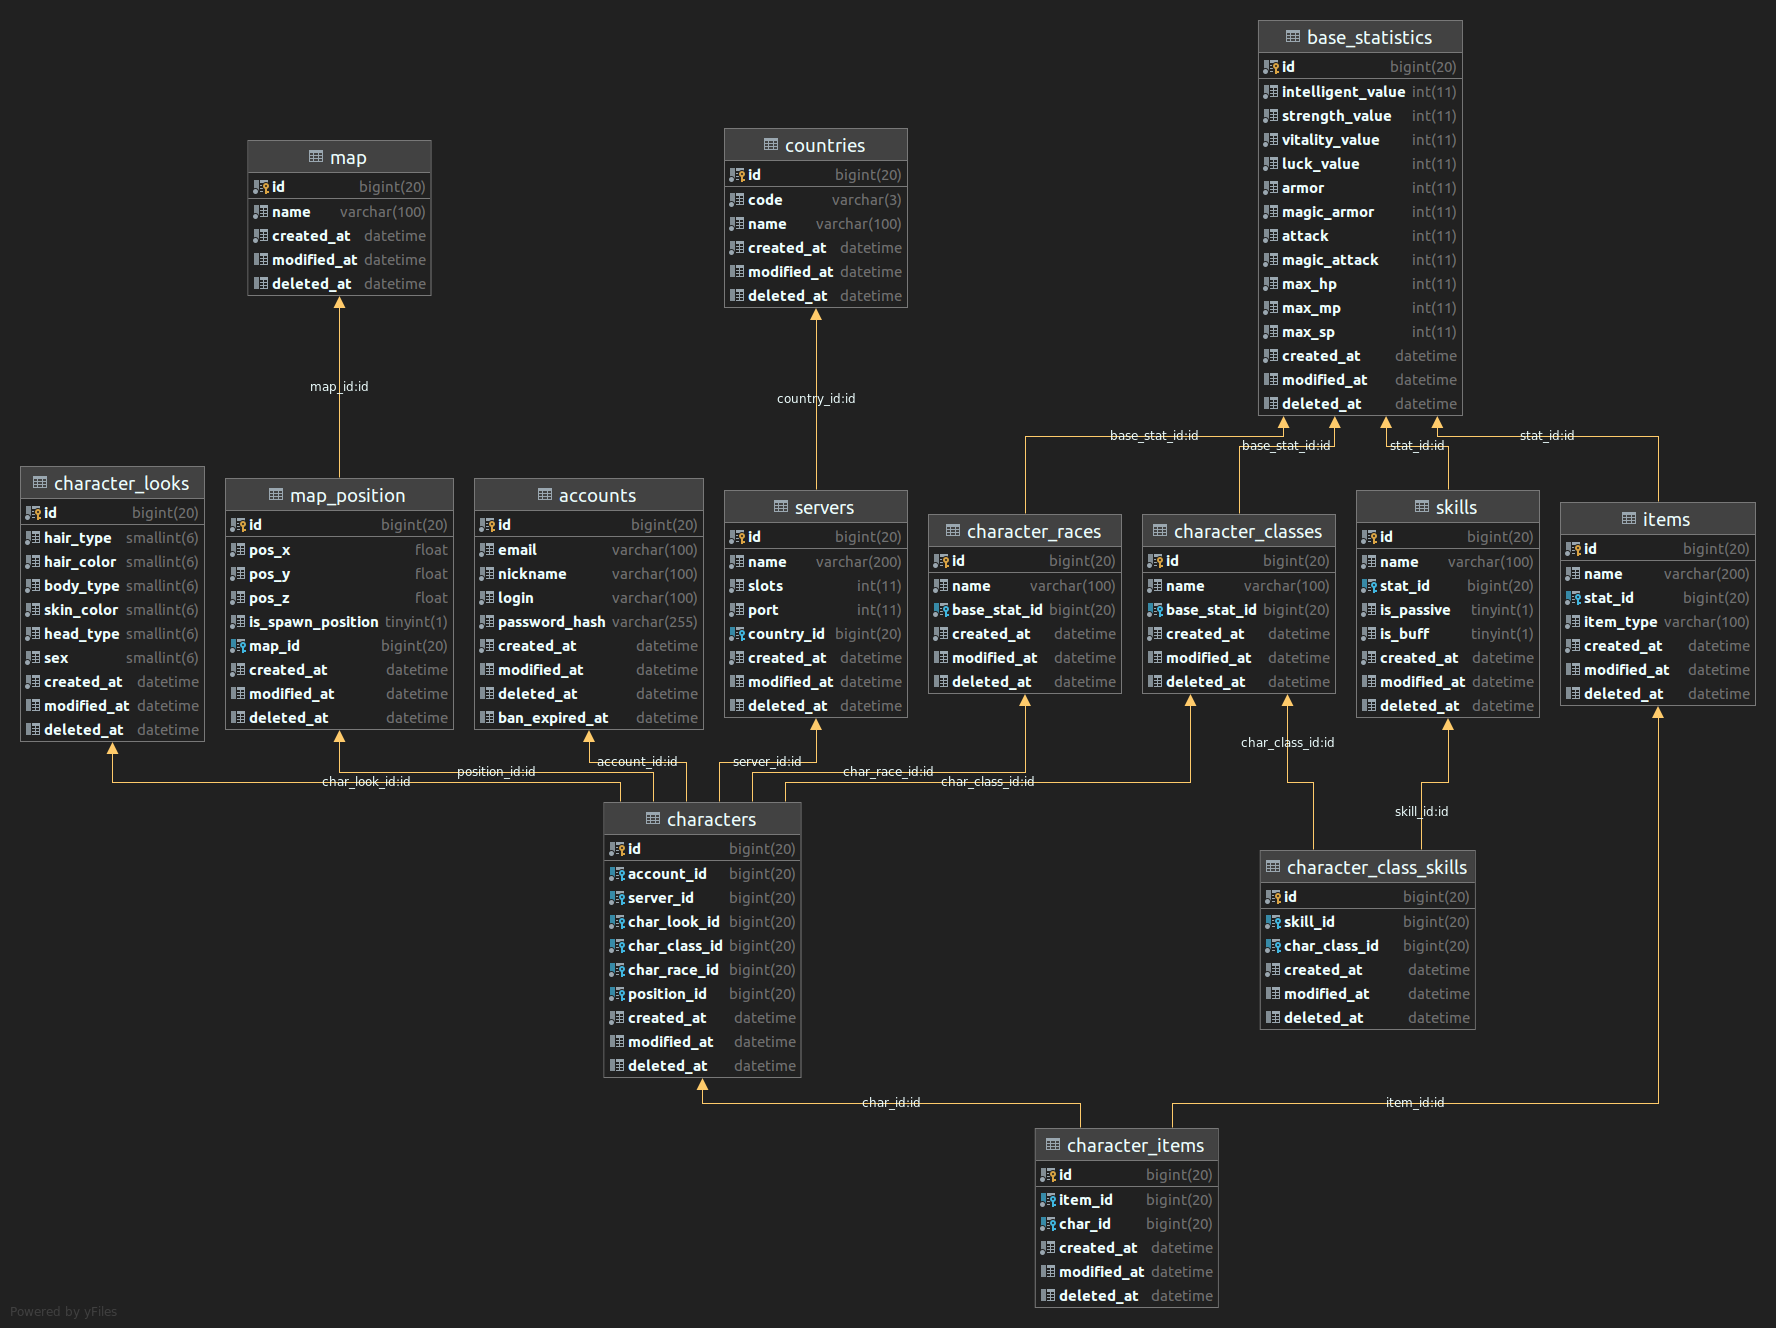 base_statistics
id bigint(20)
intelligent_value int(11)
strength_value int(11)
vitality_value int(11)
luck_value int(11)
armor int(11)
magic_armor int(11)
attack int(11)
magic_attack int(11)
max_hp int(11)
max_mp int(11)
max_sp int(11)
created_at datetime
modified_at datetime
deleted_at datetime
map
id bigint(20)
name varchar(100)
created_at datetime
modified_at datetime
deleted_at datetime
countries
id bigint(20)
code varchar(3)
name varchar(100)
created_at datetime
modified_at datetime
deleted_at datetime
map_id:id
country_id:id
base_stat_id:id
base_stat_id:id
stat_id:id
stat_id:id
character_looks
id bigint(20)
hair_type smallint(6)
hair_color smallint(6)
body_type smallint(6)
skin_color smallint(6)
head_type smallint(6)
sex smallint(6)
created_at datetime
modified_at datetime
deleted_at datetime
map_position
id bigint(20)
pos_x float
pos_y float
pos_z float
is_spawn_position tinyint(1)
map_id bigint(20)
created_at datetime
modified_at datetime
deleted_at datetime
accounts
id bigint(20)
email varchar(100)
nickname varchar(100)
login varchar(100)
password_hash varchar(255)
created_at datetime
modified_at datetime
deleted_at datetime
ban_expired_at datetime
servers
id bigint(20)
name varchar(200)
slots int(11)
port int(11)
country_id bigint(20)
created_at datetime
modified_at datetime
deleted_at datetime
character_races
id bigint(20)
name varchar(100)
base_stat_id bigint(20)
created_at datetime
modified_at datetime
deleted_at datetime
character_classes
id bigint(20)
name varchar(100)
base_stat_id bigint(20)
created_at datetime
modified_at datetime
deleted_at datetime
skills
id bigint(20)
name varchar(100)
stat_id bigint(20)
is_passive tinyint(1)
is_buff tinyint(1)
created_at datetime
modified_at datetime
deleted_at datetime
items
id bigint(20)
name varchar(200)
stat_id bigint(20)
item_type varchar(100)
created_at datetime
modified_at datetime
deleted_at datetime
char_look_id:id
position_id:id
account_id:id
server_id:id
char_race_id:id
char_class_id:id
char_class_id:id
skill_id:id
characters
id bigint(20)
account_id bigint(20)
server_id bigint(20)
char_look_id bigint(20)
char_class_id bigint(20)
char_race_id bigint(20)
position_id bigint(20)
created_at datetime
modified_at datetime
deleted_at datetime
character_class_skills
id bigint(20)
skill_id bigint(20)
char_class_id bigint(20)
created_at datetime
modified_at datetime
deleted_at datetime
char_id:id
item_id:id
character_items
id bigint(20)
item_id bigint(20)
char_id bigint(20)
created_at datetime
modified_at datetime
deleted_at datetime
Powered by yFiles